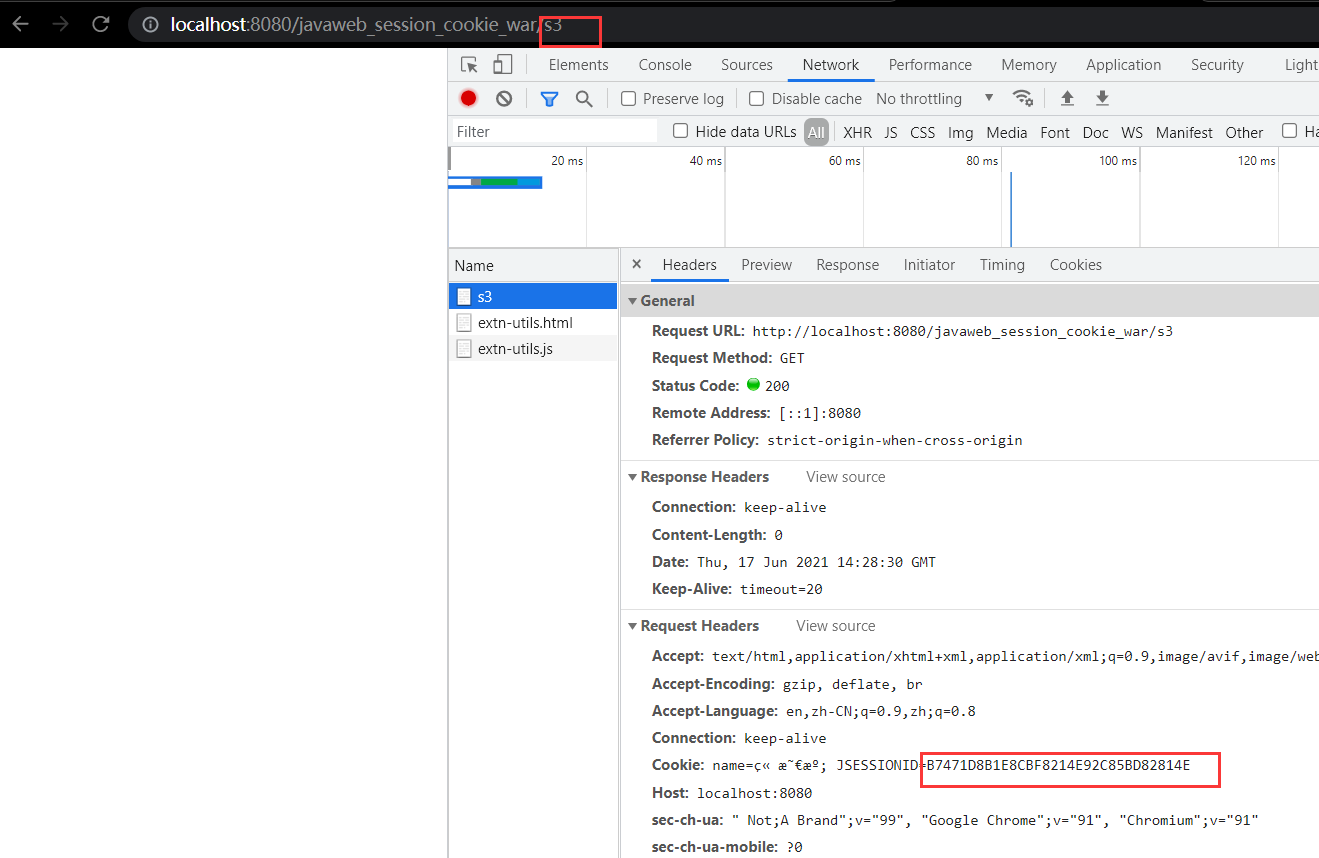 localhost:8080/javaweb_session_cookie_war/s3
Elements Console Sources Network Performance Memory Application Security Light
Preserve log Disable cache No throttling
Filter Hide data URLs All XHR JS CSS Img Media Font Doc WS Manifest Other Ha
20 ms 40 ms 60 ms 80 ms 100 ms 120 ms
Name × Headers Preview Response Initiator Timing Cookies
s3
extn-utils.html
extn-utils.js
General
Request URL: http://localhost:8080/javaweb_session_cookie_war/s3
Request Method: GET
Status Code: 200
Remote Address: [::1]:8080
Referrer Policy: strict-origin-when-cross-origin
Response Headers View source
Connection: keep-alive
Content-Length: 0
Date: Thu, 17 Jun 2021 14:28:30 GMT
Keep-Alive: timeout=20
Request Headers View source
Accept: text/html,application/xhtml+xml,application/xml;q=0.9,image/avif,image/web
Accept-Encoding: gzip, deflate, br
Accept-Language: en,zh-CN;q=0.9,zh;q=0.8
Connection: keep-alive
Cookie: name=ç« æ˜€æº; JSESSIONID=B7471D8B1E8CBF8214E92C85BD82814E
Host: localhost:8080
sec-ch-ua: " Not;A Brand";v="99", "Google Chrome";v="91", "Chromium";v="91"
sec-ch-ua-mobile: ?0